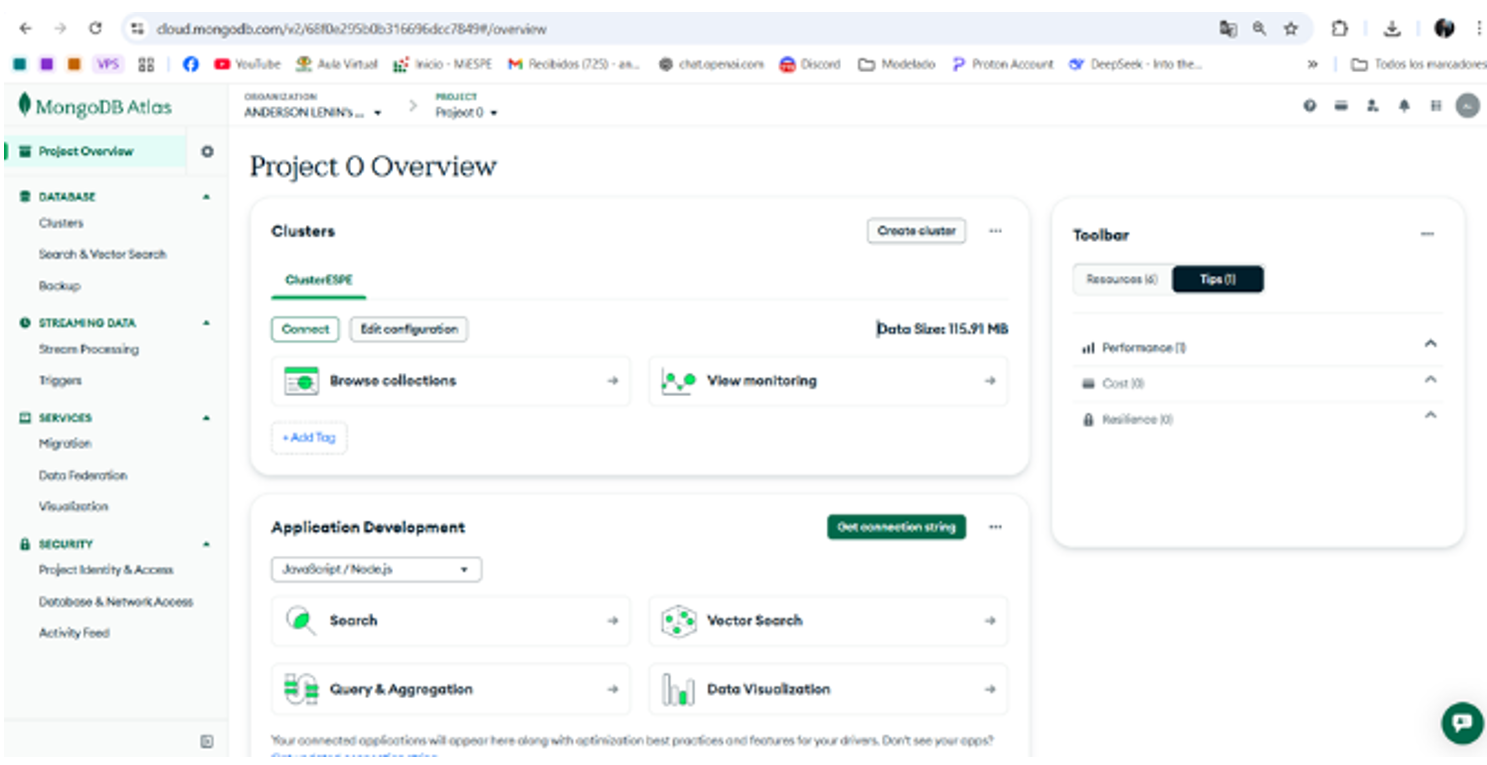 cloud.mongodb.com/v2/68f0e295b0b316696dcc7849#/overview
VPS YouTube Aula Virtual Inicio - MiESPE Recibidos (725) - an... chat.openai.com Discord Modelado Proton Account DeepSeek - Into the... » Todos los marcadores
MongoDB Atlas
ORGANIZATION
ANDERSON LENIN's ...
PROJECT
Project 0
Project Overview
DATABASE
Clusters
Search & Vector Search
Backup
STREAMING DATA
Stream Processing
Triggers
SERVICES
Migration
Data Federation
Visualization
SECURITY
Project Identity & Access
Database & Network Access
Activity Feed
Project 0 Overview
Clusters
Create cluster
ClusterESPE
Connect
Edit configuration
Data Size: 115.91 MB
Browse collections
View monitoring
+ Add Tag
Application Development
Get connection string
JavaScript / Node.js
Search
Vector Search
Query & Aggregation
Data Visualization
Your connected applications will appear here along with optimization best practices and features for your drivers. Don't see your apps?
Toolbar
Resources (6)
Tips (1)
Performance (1)
Cost (0)
Resilience (0)